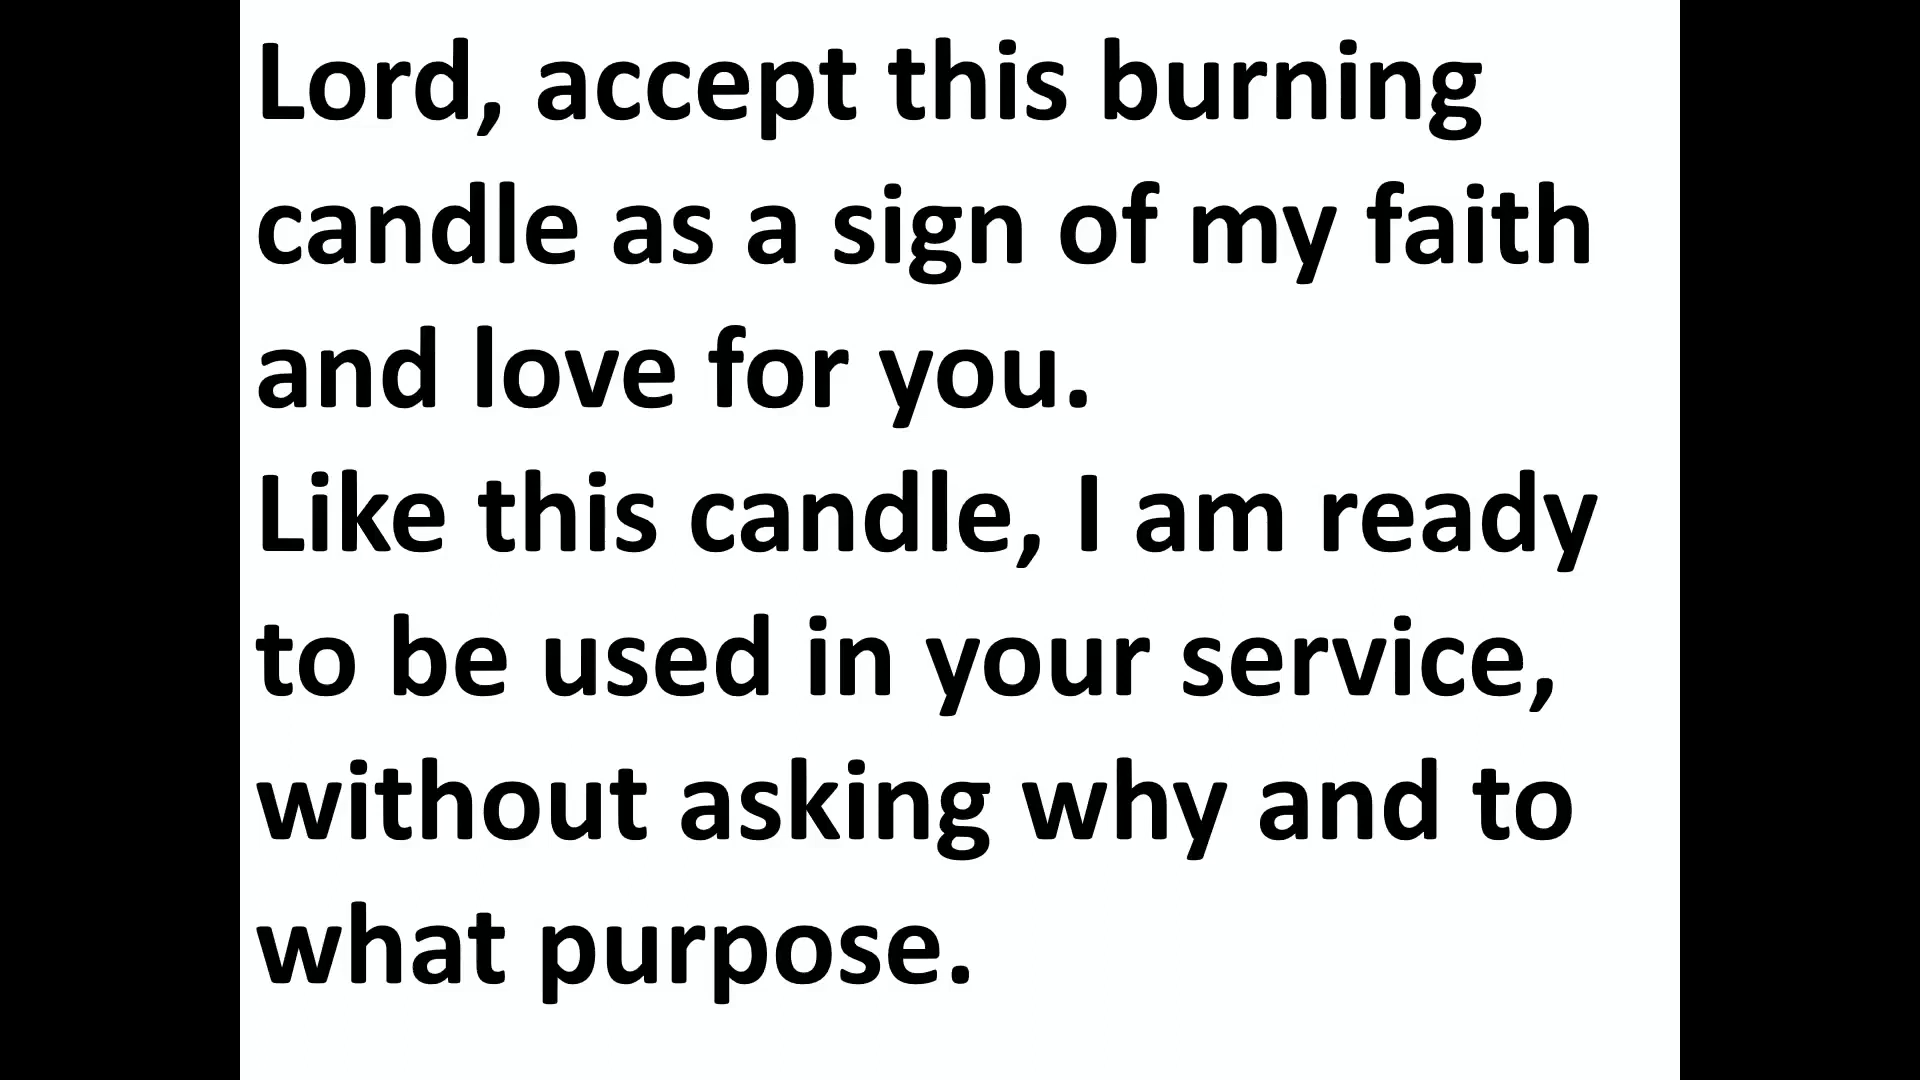 Lord, accept this burning
candle as a sign of my faith
and love for you.
Like this candle, I am ready
to be used in your service,
without asking why and to
what purpose.